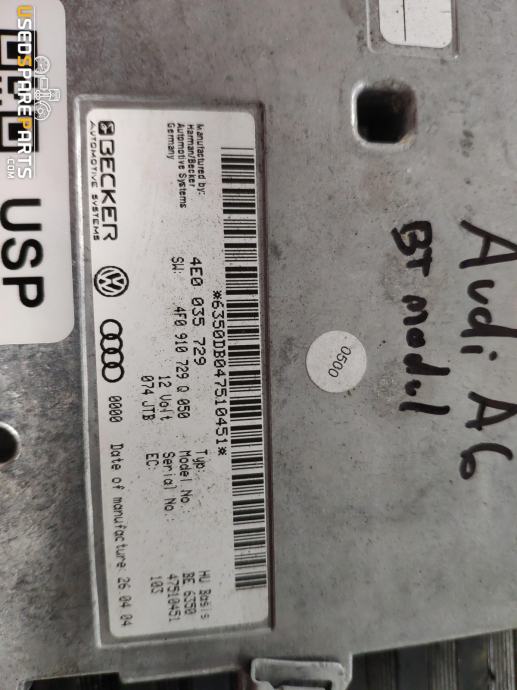 USEDSPAREPARTS
.COM
USP
BECKER
AUTOMOTIVE SYSTEMS
Manufactured by:
Harman/Becker
Automotive Systems
Germany
*6350DB047510451*
4E0 035 729
SW: 4F0 910 729 Q 050
12 Volt
074 JTB
Typ: HU Basis
Model No. BE 6350
Serial No.: 47510451
EC: 103
0000 Date of manufacture: 26.04.04
0500
Audi A6
BT modul